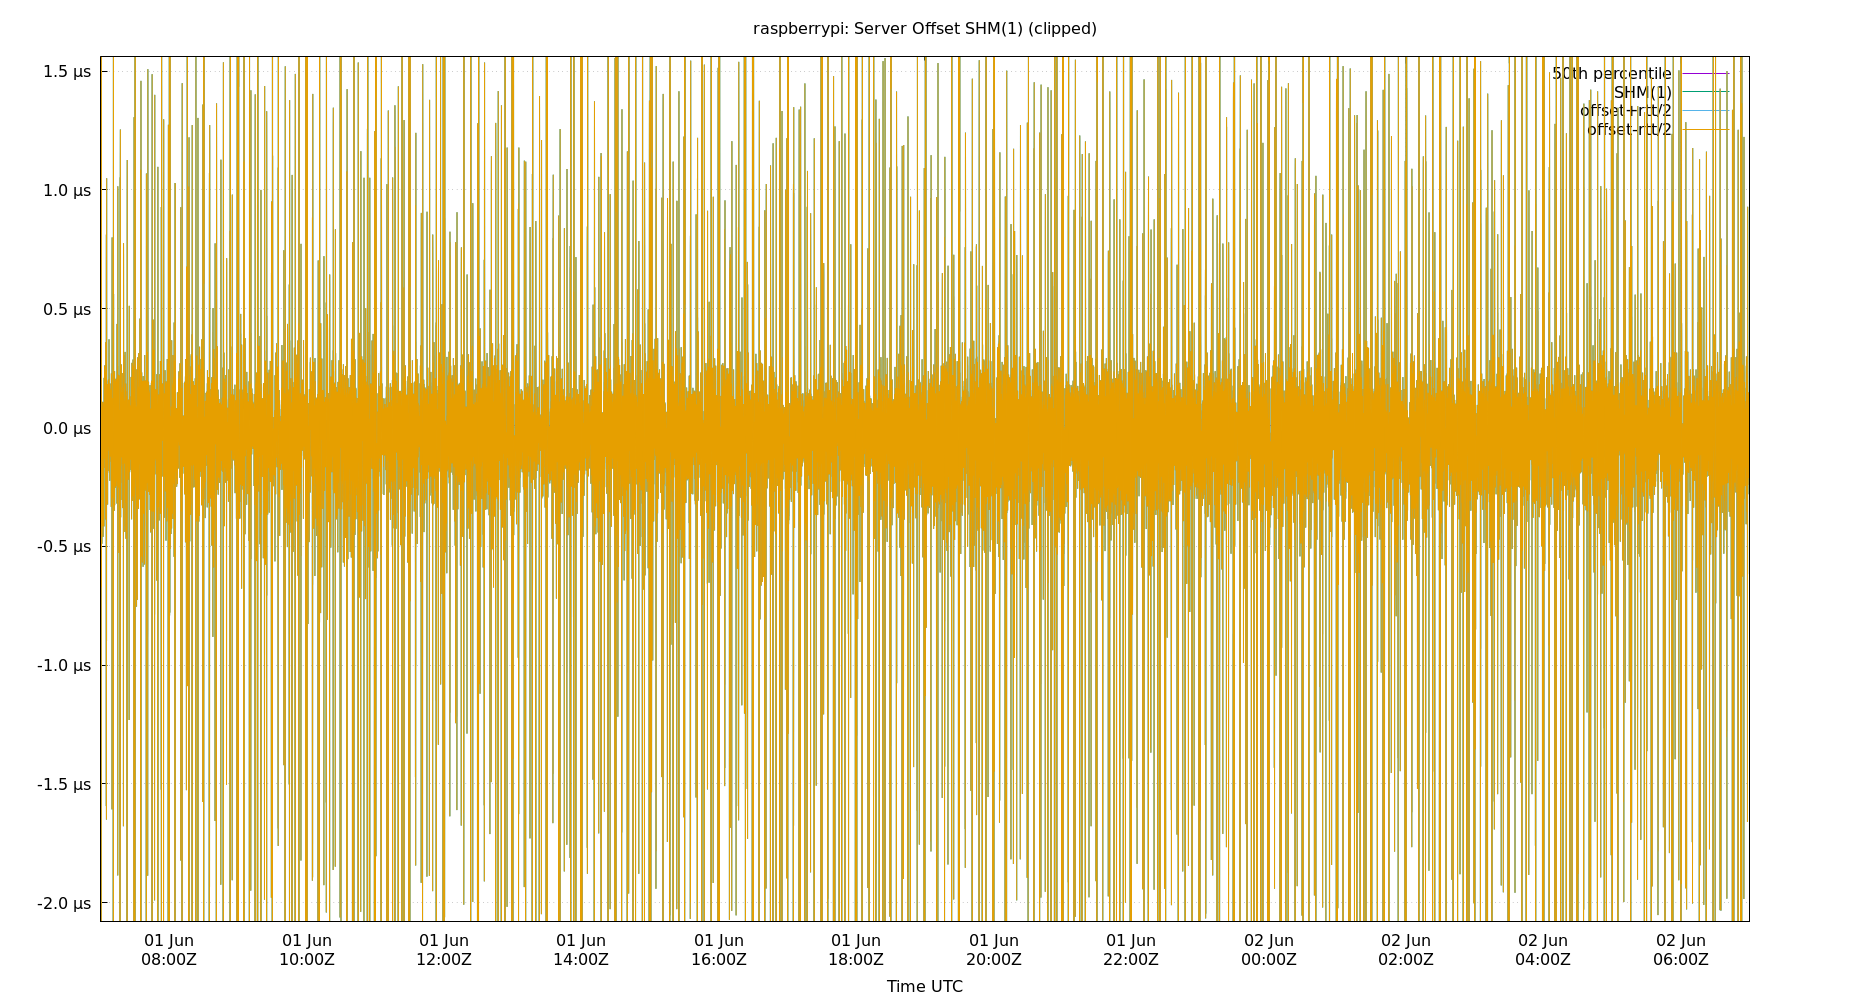 raspberrypi: Server Offset SHM(1) (clipped)
1.5 µs
1.0 µs
0.5 µs
0.0 µs
-0.5 µs
-1.0 µs
-1.5 µs
-2.0 µs
50th percentile
SHM(1)
offset+rtt/2
offset-rtt/2
01 Jun 01 Jun 01 Jun 01 Jun 01 Jun 01 Jun 01 Jun 01 Jun 02 Jun 02 Jun 02 Jun 02 Jun
08:00Z 10:00Z 12:00Z 14:00Z 16:00Z 18:00Z 20:00Z 22:00Z 00:00Z 02:00Z 04:00Z 06:00Z
Time UTC